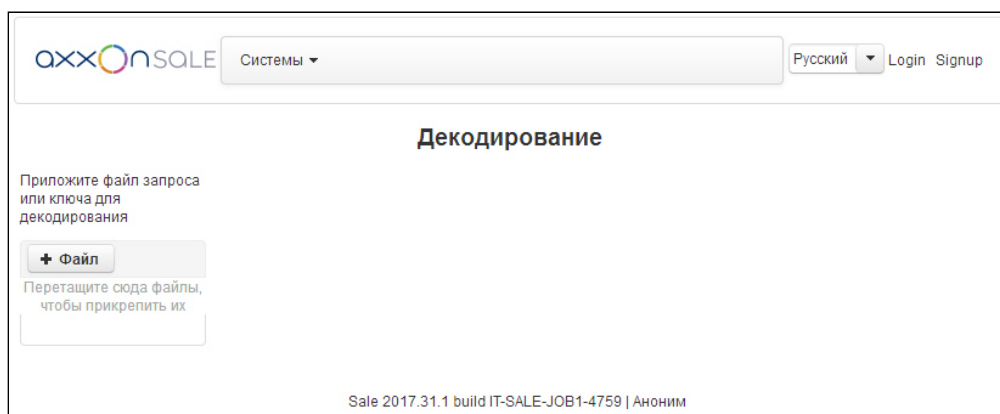 axxonsale
Системы
Русский
Login Signup
Декодирование
Приложите файл запроса
или ключа для
декодирования
+ Файл
Перетащите сюда файлы,
чтобы прикрепить их
Sale 2017.31.1 build IT-SALE-JOB1-4759 | Аноним